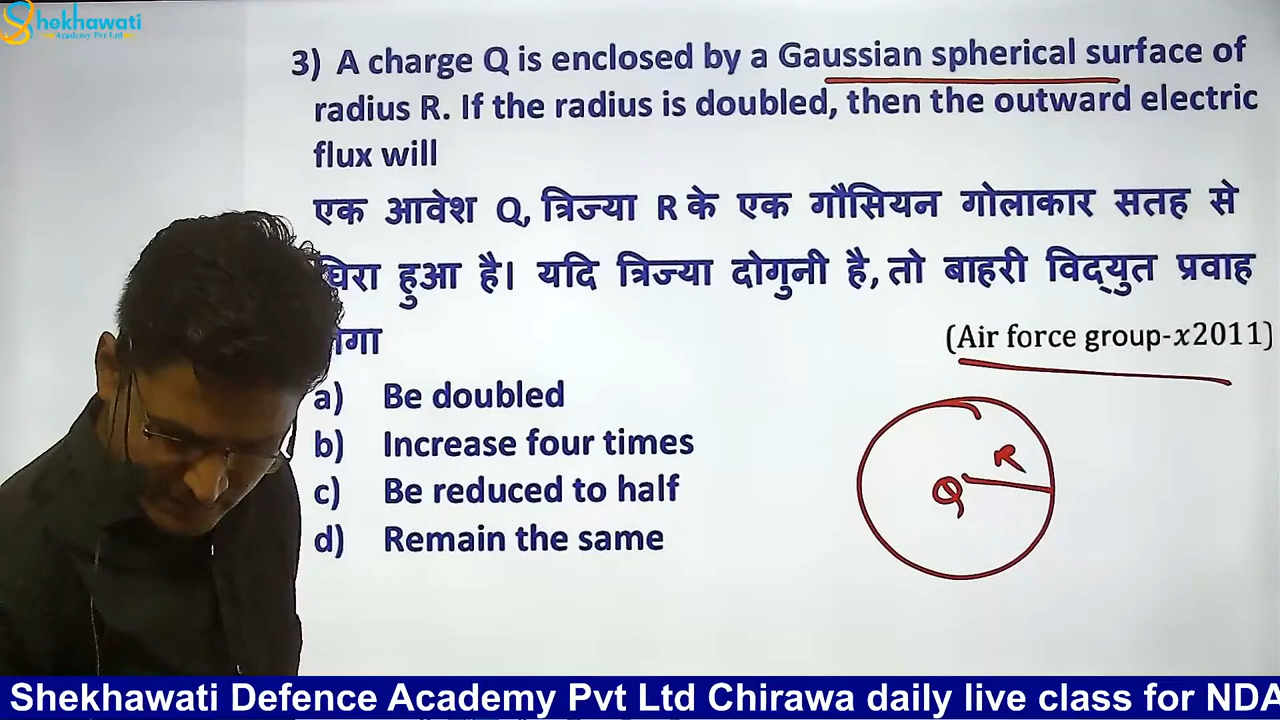 Shekhawati
Academy Pvt Ltd
3) A charge Q is enclosed by a Gaussian spherical surface of
radius R. If the radius is doubled, then the outward electric
flux will
एक आवेश Q, त्रिज्या R के एक गौसियन गोलाकार सतह से
घिरा हुआ है। यदि त्रिज्या दोगुनी है, तो बाहरी विद्युत प्रवाह
(Air force group-x2011)
a) Be doubled
b) Increase four times
c) Be reduced to half
d) Remain the same
R
Q
Shekhawati Defence Academy Pvt Ltd Chirawa daily live class for NDA